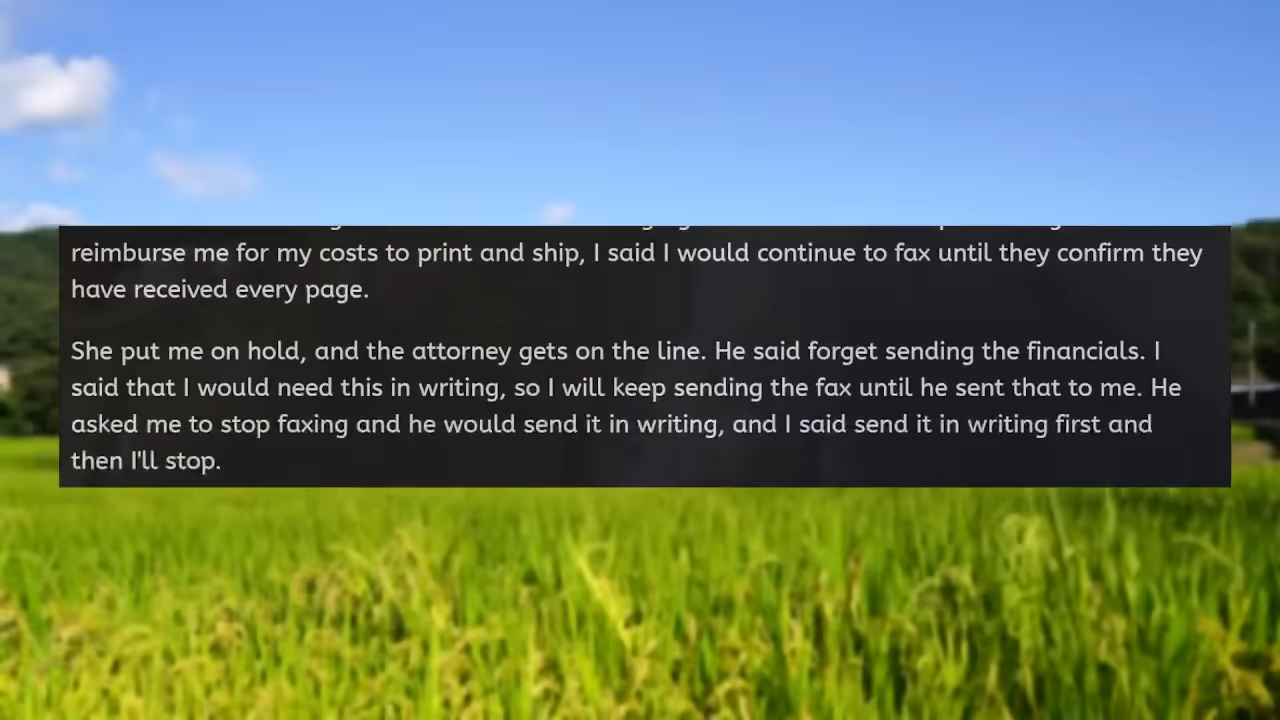 reimburse me for my costs to print and ship, I said I would continue to fax until they confirm they
have received every page.
She put me on hold, and the attorney gets on the line. He said forget sending the financials. I
said that I would need this in writing, so I will keep sending the fax until he sent that to me. He
asked me to stop faxing and he would send it in writing, and I said send it in writing first and
then I'll stop.